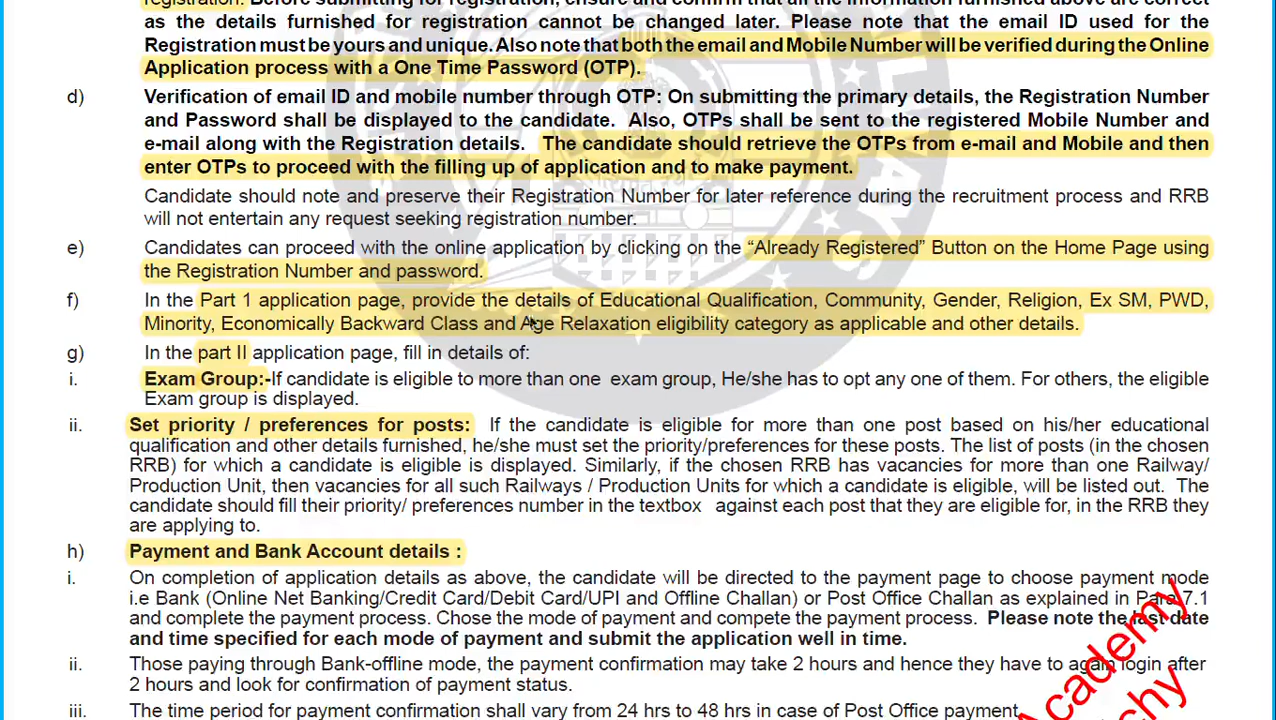 registration. Before submitting for registration, ensure and confirm that all the information furnished above are correct
as the details furnished for registration cannot be changed later. Please note that the email ID used for the
Registration must be yours and unique. Also note that both the email and Mobile Number will be verified during the Online
Application process with a One Time Password (OTP).
d) Verification of email ID and mobile number through OTP: On submitting the primary details, the Registration Number
and Password shall be displayed to the candidate. Also, OTPs shall be sent to the registered Mobile Number and
e-mail along with the Registration details. The candidate should retrieve the OTPs from e-mail and Mobile and then
enter OTPs to proceed with the filling up of application and to make payment.
Candidate should note and preserve their Registration Number for later reference during the recruitment process and RRB
will not entertain any request seeking registration number.
e) Candidates can proceed with the online application by clicking on the “Already Registered” Button on the Home Page using
the Registration Number and password.
f) In the Part 1 application page, provide the details of Educational Qualification, Community, Gender, Religion, Ex SM, PWD,
Minority, Economically Backward Class and Age Relaxation eligibility category as applicable and other details.
g) In the part II application page, fill in details of:
i. Exam Group:-If candidate is eligible to more than one exam group, He/she has to opt any one of them. For others, the eligible
Exam group is displayed.
ii. Set priority / preferences for posts: If the candidate is eligible for more than one post based on his/her educational
qualification and other details furnished, he/she must set the priority/preferences for these posts. The list of posts (in the chosen
RRB) for which a candidate is eligible is displayed. Similarly, if the chosen RRB has vacancies for more than one Railway/
Production Unit, then vacancies for all such Railways / Production Units for which a candidate is eligible, will be listed out. The
candidate should fill their priority/ preferences number in the textbox against each post that they are eligible for, in the RRB they
are applying to.
h) Payment and Bank Account details :
i. On completion of application details as above, the candidate will be directed to the payment page to choose payment mode
i.e Bank (Online Net Banking/Credit Card/Debit Card/UPI and Offline Challan) or Post Office Challan as explained in Para 7.1
and complete the payment process. Chose the mode of payment and compete the payment process. Please note the last date
and time specified for each mode of payment and submit the application well in time.
ii. Those paying through Bank-offline mode, the payment confirmation may take 2 hours and hence they have to again login after
2 hours and look for confirmation of payment status.
iii. The time period for payment confirmation shall vary from 24 hrs to 48 hrs in case of Post Office payment.
Academy